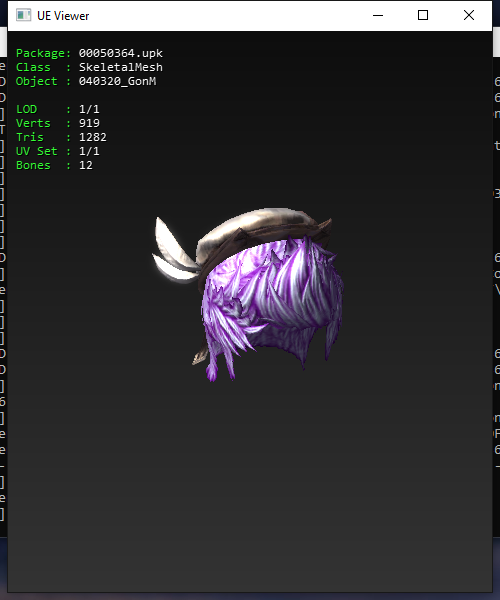 UE Viewer
Package: 00050364.upk
Class : SkeletalMesh
Object : 040320_GonM
LOD : 1/1
Verts : 919
Tris : 1282
UV Set : 1/1
Bones : 12